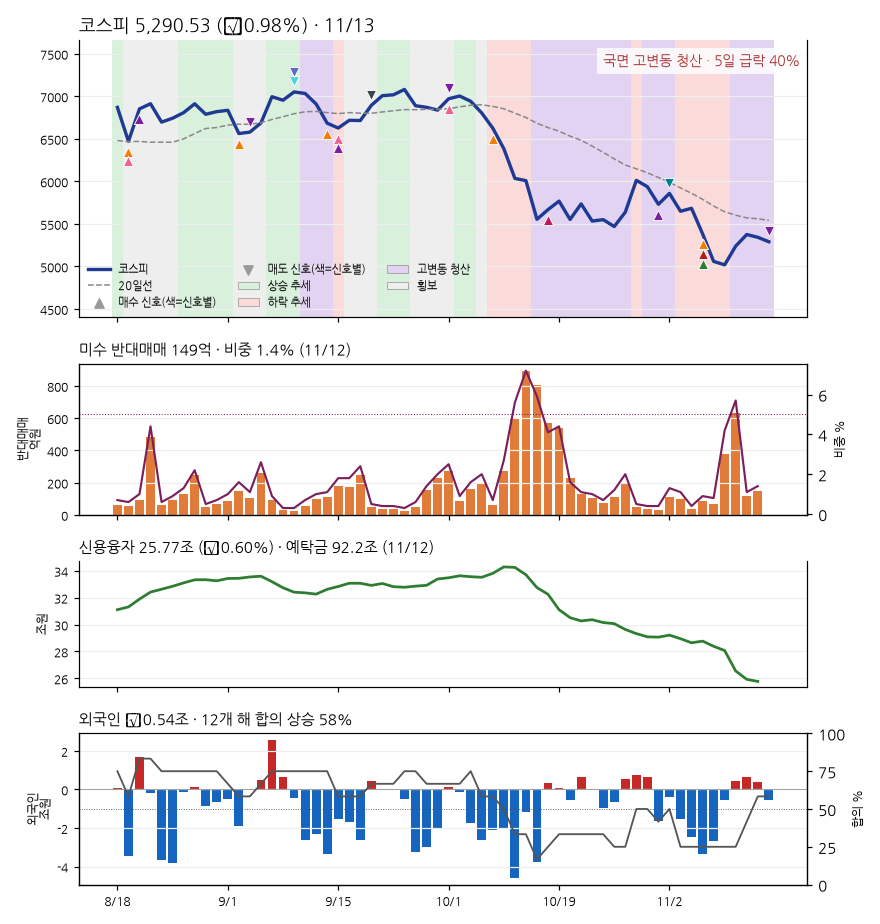 코스피 5,290.53 (√0.98%) · 11/13
국면 고변동 청산 · 5일 급락 40%
7500
7000
6500
6000
5500
5000
4500
코스피
20일선
매수 신호(색=신호별)
매도 신호(색=신호별)
상승 추세
하락 추세
고변동 청산
횡보
미수 반대매매 149억 · 비중 1.4% (11/12)
반대매매
억원
800
600
400
200
0
6
4
2
0
비중 %
신용융자 25.77조 (√0.60%) · 예탁금 92.2조 (11/12)
조원
34
32
30
28
26
외국인 √0.54조 · 12개 해 합의 상승 58%
외국인
조원
2
0
-2
-4
100
75
50
25
0
합의 %
8/18
9/1
9/15
10/1
10/19
11/2